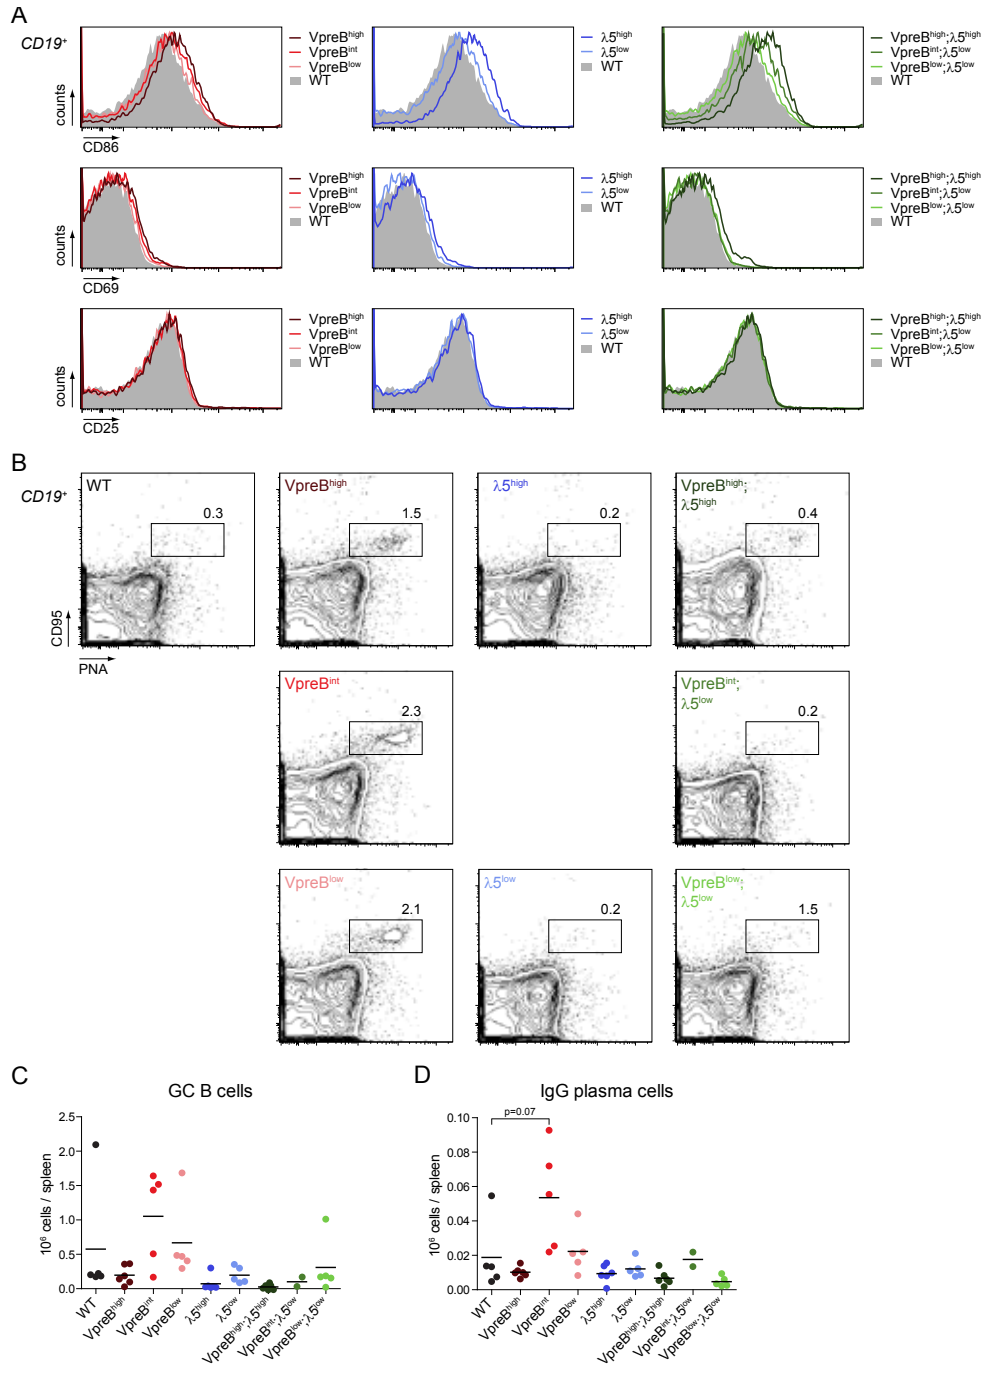 A
CD19⁺
counts
CD86
VpreBʰⁱᵍʰ
VpreBⁱⁿᵗ
VpreBˡᵒʷ
WT
λ5ʰⁱᵍʰ
λ5ˡᵒʷ
WT
VpreBʰⁱᵍʰ;λ5ʰⁱᵍʰ
VpreBⁱⁿᵗ;λ5ˡᵒʷ
VpreBˡᵒʷ;λ5ˡᵒʷ
WT
counts
CD69
VpreBʰⁱᵍʰ
VpreBⁱⁿᵗ
VpreBˡᵒʷ
WT
λ5ʰⁱᵍʰ
λ5ˡᵒʷ
WT
VpreBʰⁱᵍʰ;λ5ʰⁱᵍʰ
VpreBⁱⁿᵗ;λ5ˡᵒʷ
VpreBˡᵒʷ;λ5ˡᵒʷ
WT
counts
CD25
VpreBʰⁱᵍʰ
VpreBⁱⁿᵗ
VpreBˡᵒʷ
WT
λ5ʰⁱᵍʰ
λ5ˡᵒʷ
WT
VpreBʰⁱᵍʰ;λ5ʰⁱᵍʰ
VpreBⁱⁿᵗ;λ5ˡᵒʷ
VpreBˡᵒʷ;λ5ˡᵒʷ
WT
B
CD19⁺
WT
0.3
CD95
PNA
VpreBʰⁱᵍʰ
1.5
λ5ʰⁱᵍʰ
0.2
VpreBʰⁱᵍʰ;
λ5ʰⁱᵍʰ
0.4
VpreBⁱⁿᵗ
2.3
VpreBⁱⁿᵗ;
λ5ˡᵒʷ
0.2
VpreBˡᵒʷ
2.1
λ5ˡᵒʷ
0.2
VpreBˡᵒʷ;
λ5ˡᵒʷ
1.5
C
GC B cells
10⁶ cells / spleen
2.5
2.0
1.5
1.0
0.5
0.0
WT
VpreBʰⁱᵍʰ
VpreBⁱⁿᵗ
VpreBˡᵒʷ
λ5ʰⁱᵍʰ
λ5ˡᵒʷ
VpreBʰⁱᵍʰ;λ5ʰⁱᵍʰ
VpreBⁱⁿᵗ;λ5ˡᵒʷ
VpreBˡᵒʷ;λ5ˡᵒʷ
D
IgG plasma cells
p=0.07
10⁶ cells / spleen
0.10
0.08
0.06
0.04
0.02
0.00
WT
VpreBʰⁱᵍʰ
VpreBⁱⁿᵗ
VpreBˡᵒʷ
λ5ʰⁱᵍʰ
λ5ˡᵒʷ
VpreBʰⁱᵍʰ;λ5ʰⁱᵍʰ
VpreBⁱⁿᵗ;λ5ˡᵒʷ
VpreBˡᵒʷ;λ5ˡᵒʷ